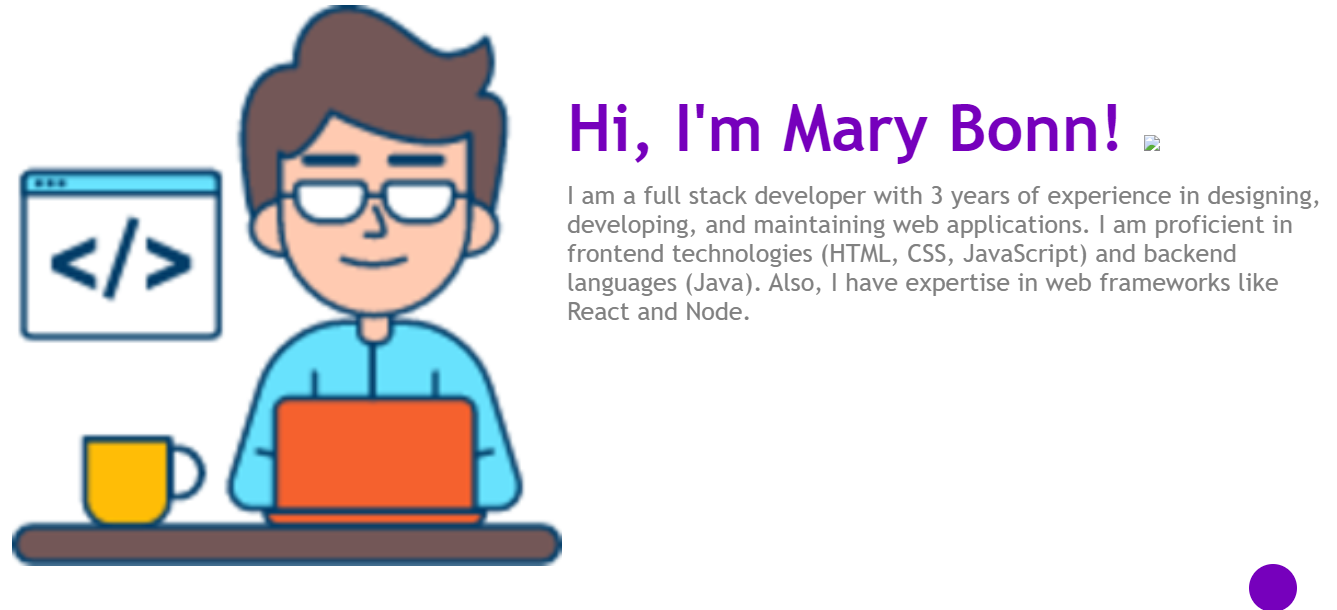 </>
Hi, I'm Mary Bonn!
I am a full stack developer with 3 years of experience in designing,
developing, and maintaining web applications. I am proficient in
frontend technologies (HTML, CSS, JavaScript) and backend
languages (Java). Also, I have expertise in web frameworks like
React and Node.